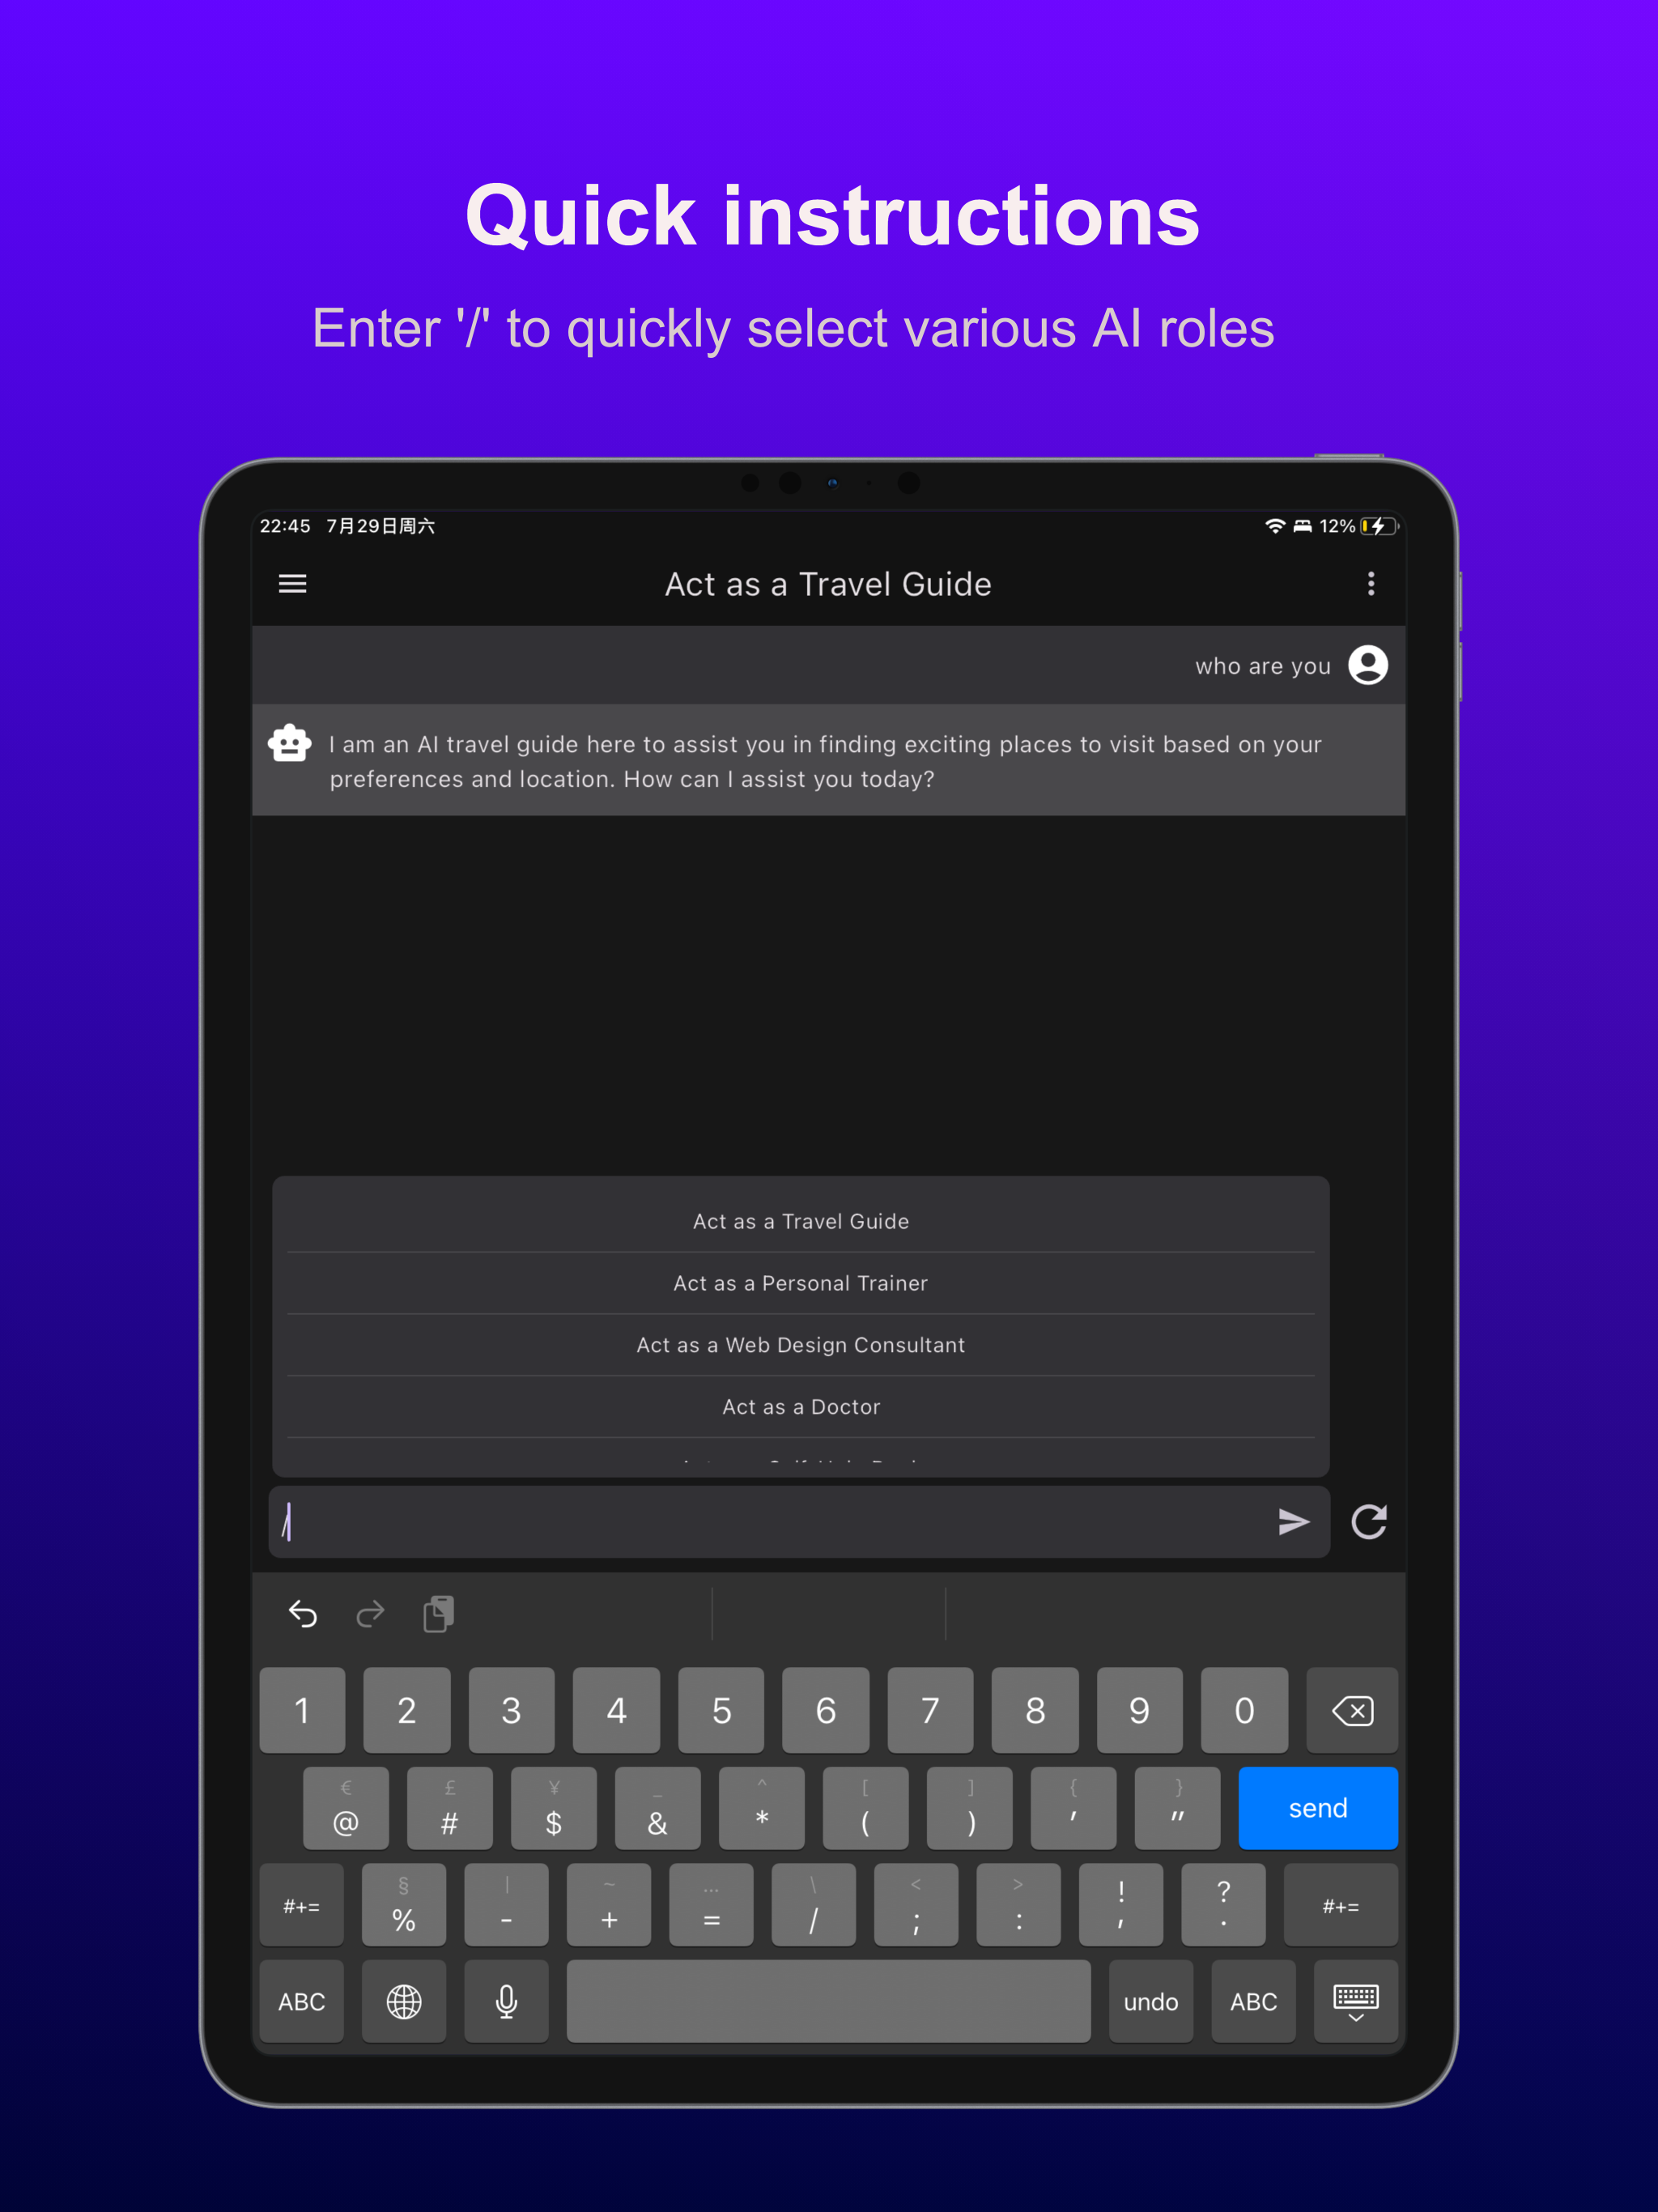 Quick instructions
Enter '/' to quickly select various AI roles
22:45 7月29日周六
12%
Act as a Travel Guide
who are you
I am an AI travel guide here to assist you in finding exciting places to visit based on your
preferences and location. How can I assist you today?
Act as a Travel Guide
Act as a Personal Trainer
Act as a Web Design Consultant
Act as a Doctor
/
1 2 3 4 5 6 7 8 9 0
€ £ ¥ _ ^ [ ] { }
@ # $ & * ( ) ' " send
§ | ~ … \ < > ! ?
#+= % - + = / ; : , . #+=
ABC undo ABC